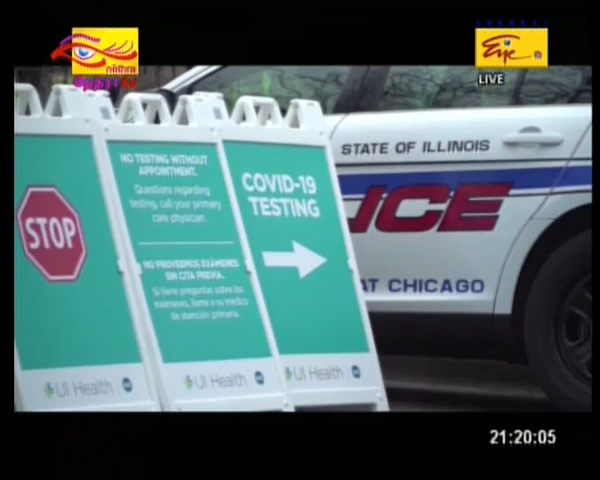 Eye
LIVE
STOP
NO TESTING WITHOUT
APPOINTMENT.
Questions regarding
testing, call your primary
care physician.
NO PROVEEMOS EXÁMENES
SIN CITA PREVIA.
Si tiene preguntas sobre los
exámenes, llame a su médico
de atención primaria.
COVID-19
TESTING
UI Health
UI Health
UI Health
STATE OF ILLINOIS
ICE
AT CHICAGO
21:20:05